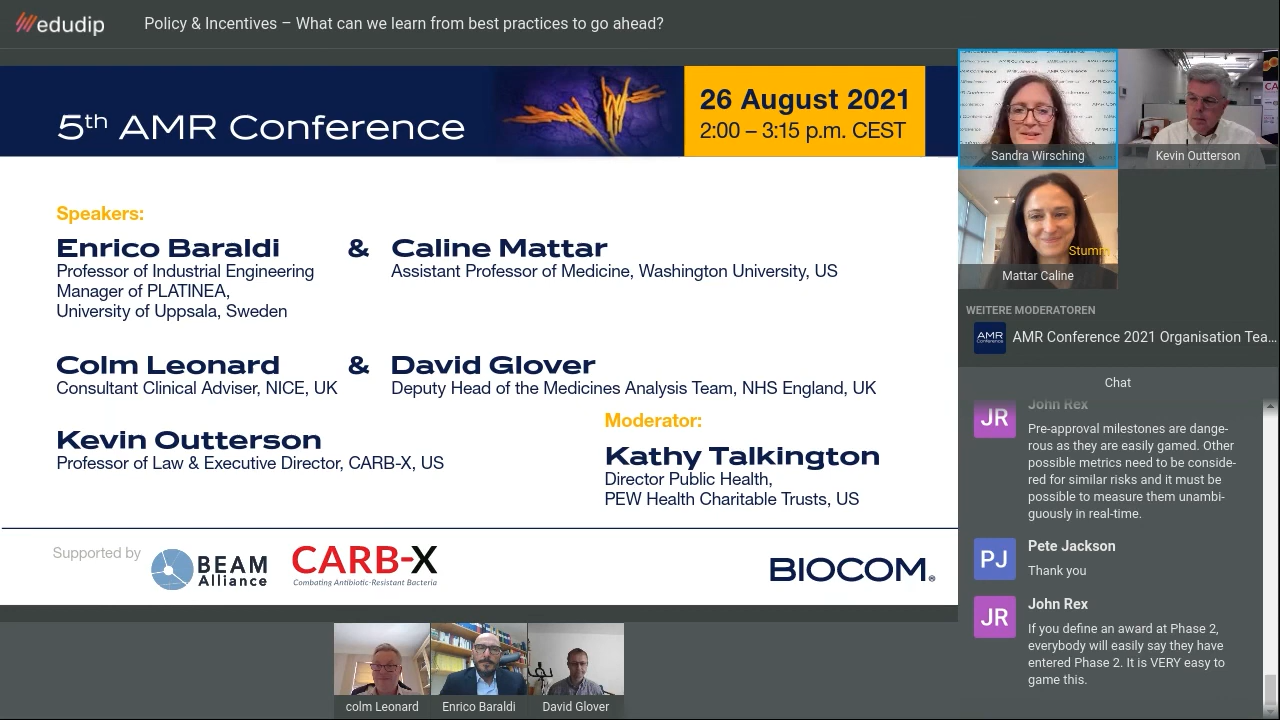 edudip
Policy & Incentives – What can we learn from best practices to go ahead?
5th AMR Conference
26 August 2021
2:00 – 3:15 p.m. CEST
Speakers:
Enrico Baraldi & Caline Mattar
Professor of Industrial Engineering
Manager of PLATINEA,
University of Uppsala, Sweden
Assistant Professor of Medicine, Washington University, US
Colm Leonard & David Glover
Consultant Clinical Adviser, NICE, UK
Deputy Head of the Medicines Analysis Team, NHS England, UK
Kevin Outterson
Professor of Law & Executive Director, CARB-X, US
Moderator:
Kathy Talkington
Director Public Health,
PEW Health Charitable Trusts, US
Supported by
BEAM
Alliance
CARB-X
Combating Antibiotic-Resistant Bacteria
BIOCOM®
colm Leonard
Enrico Baraldi
David Glover
Sandra Wirsching
Kevin Outterson
Stumm
Mattar Caline
WEITERE MODERATOREN
AMR
Conference
AMR Conference 2021 Organisation Tea...
Chat
JR
John Rex
Pre-approval milestones are dange-
rous as they are easily gamed. Other
possible metrics need to be conside-
red for similar risks and it must be
possible to measure them unambi-
guously in real-time.
PJ
Pete Jackson
Thank you
JR
John Rex
If you define an award at Phase 2,
everybody will easily say they have
entered Phase 2. It is VERY easy to
game this.